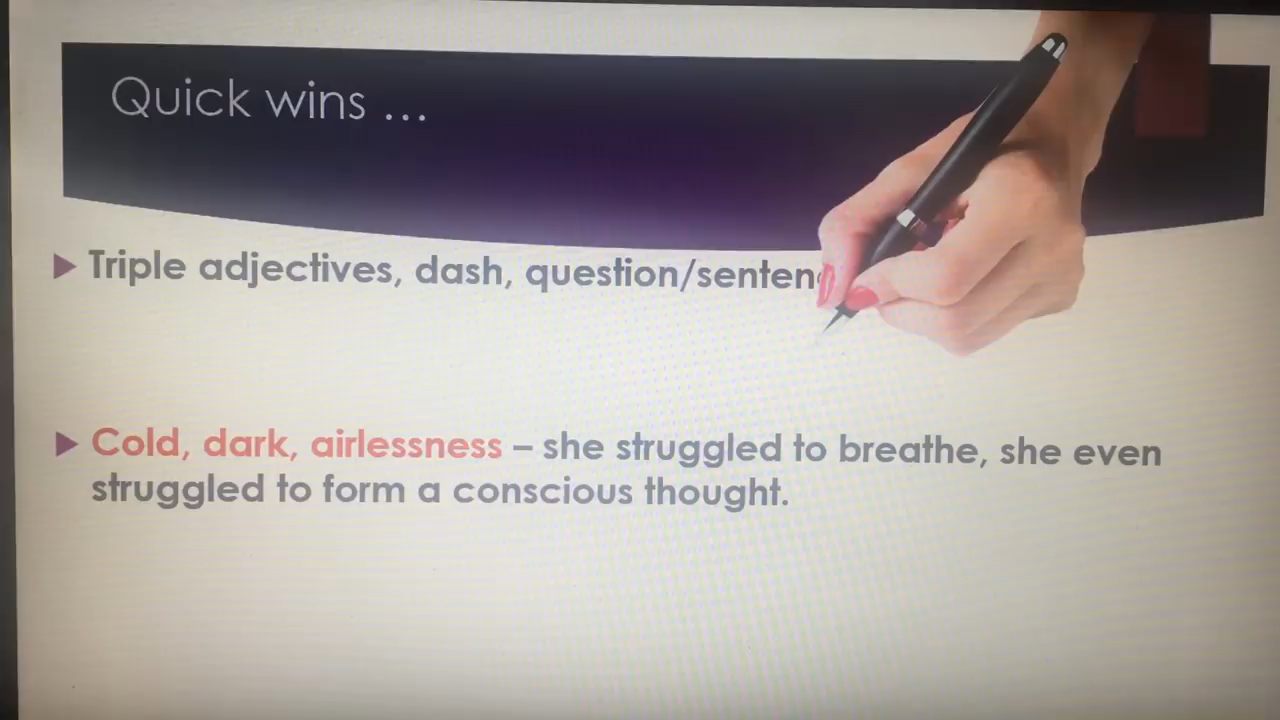 Quick wins ...
Triple adjectives, dash, question/senten
Cold, dark, airlessness – she struggled to breathe, she even
struggled to form a conscious thought.